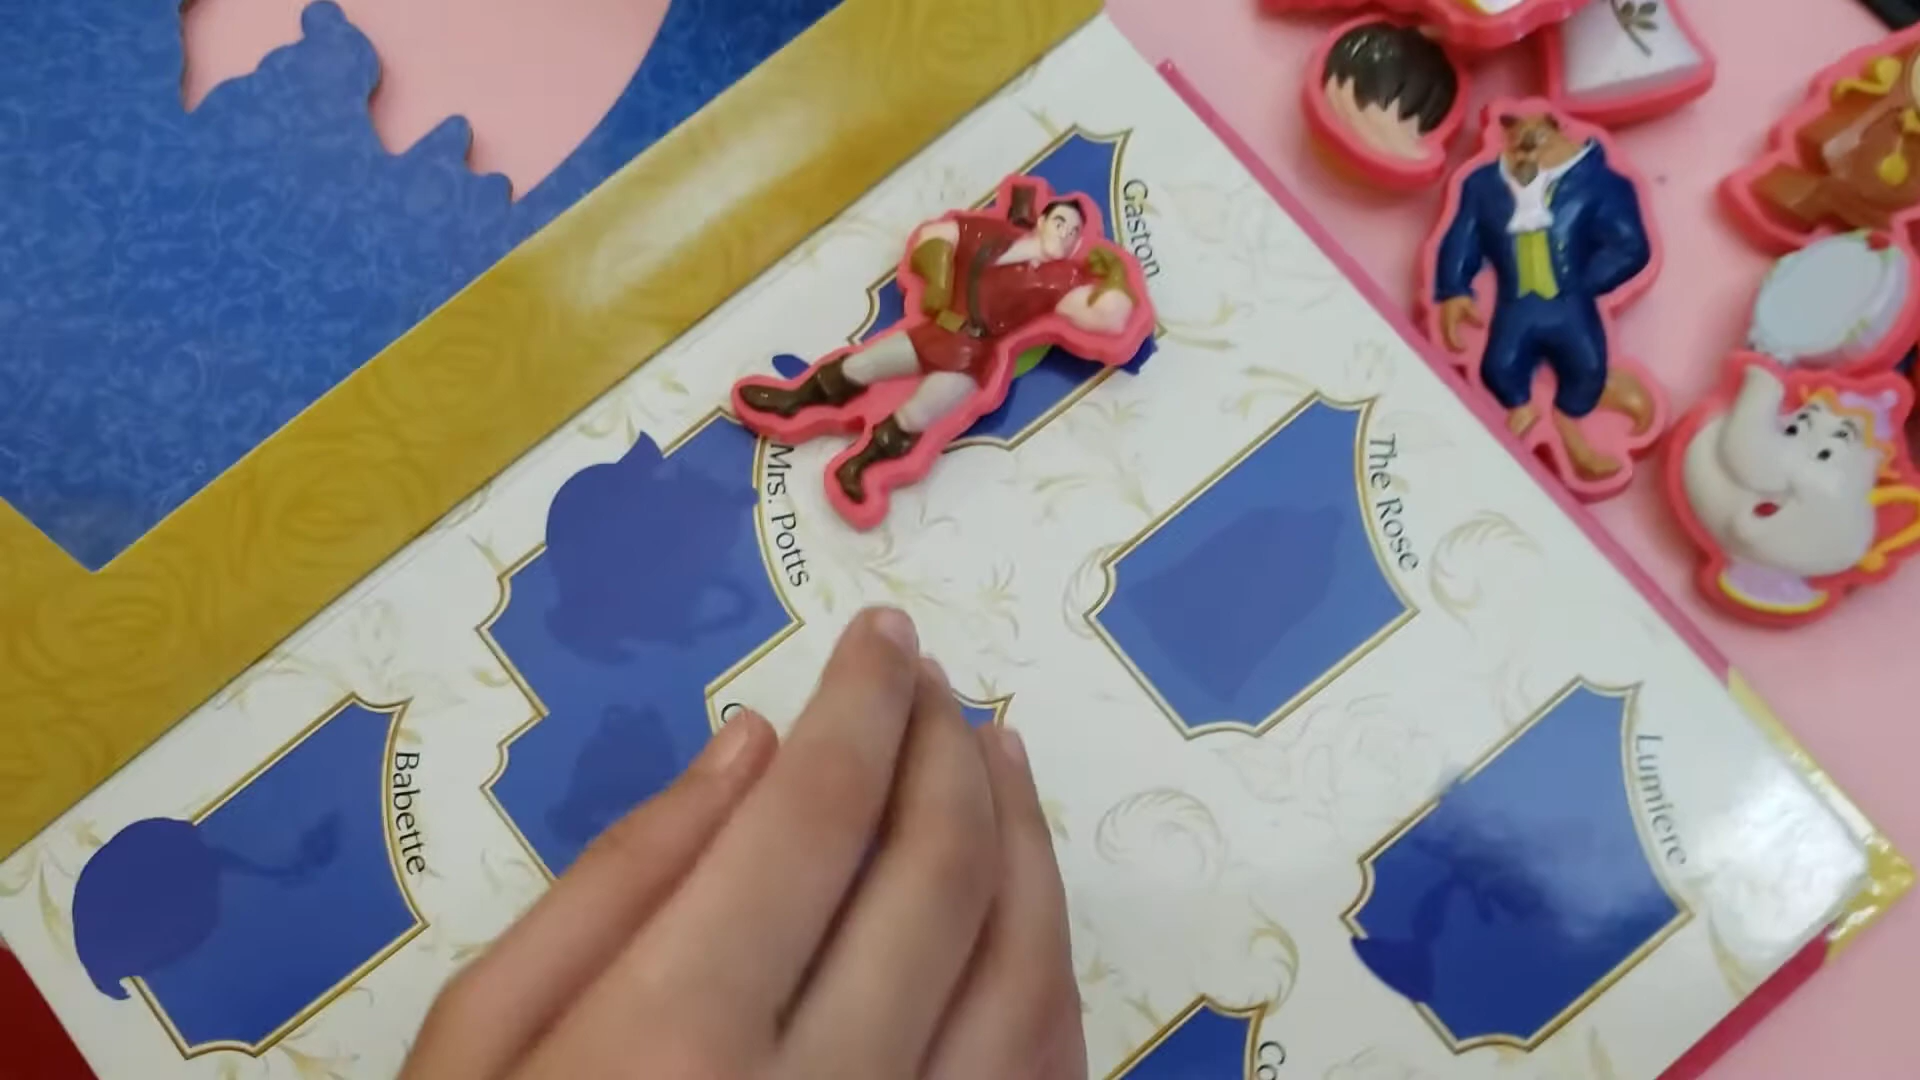 Gaston
Mrs. Potts
The Rose
Babette
Lumiere